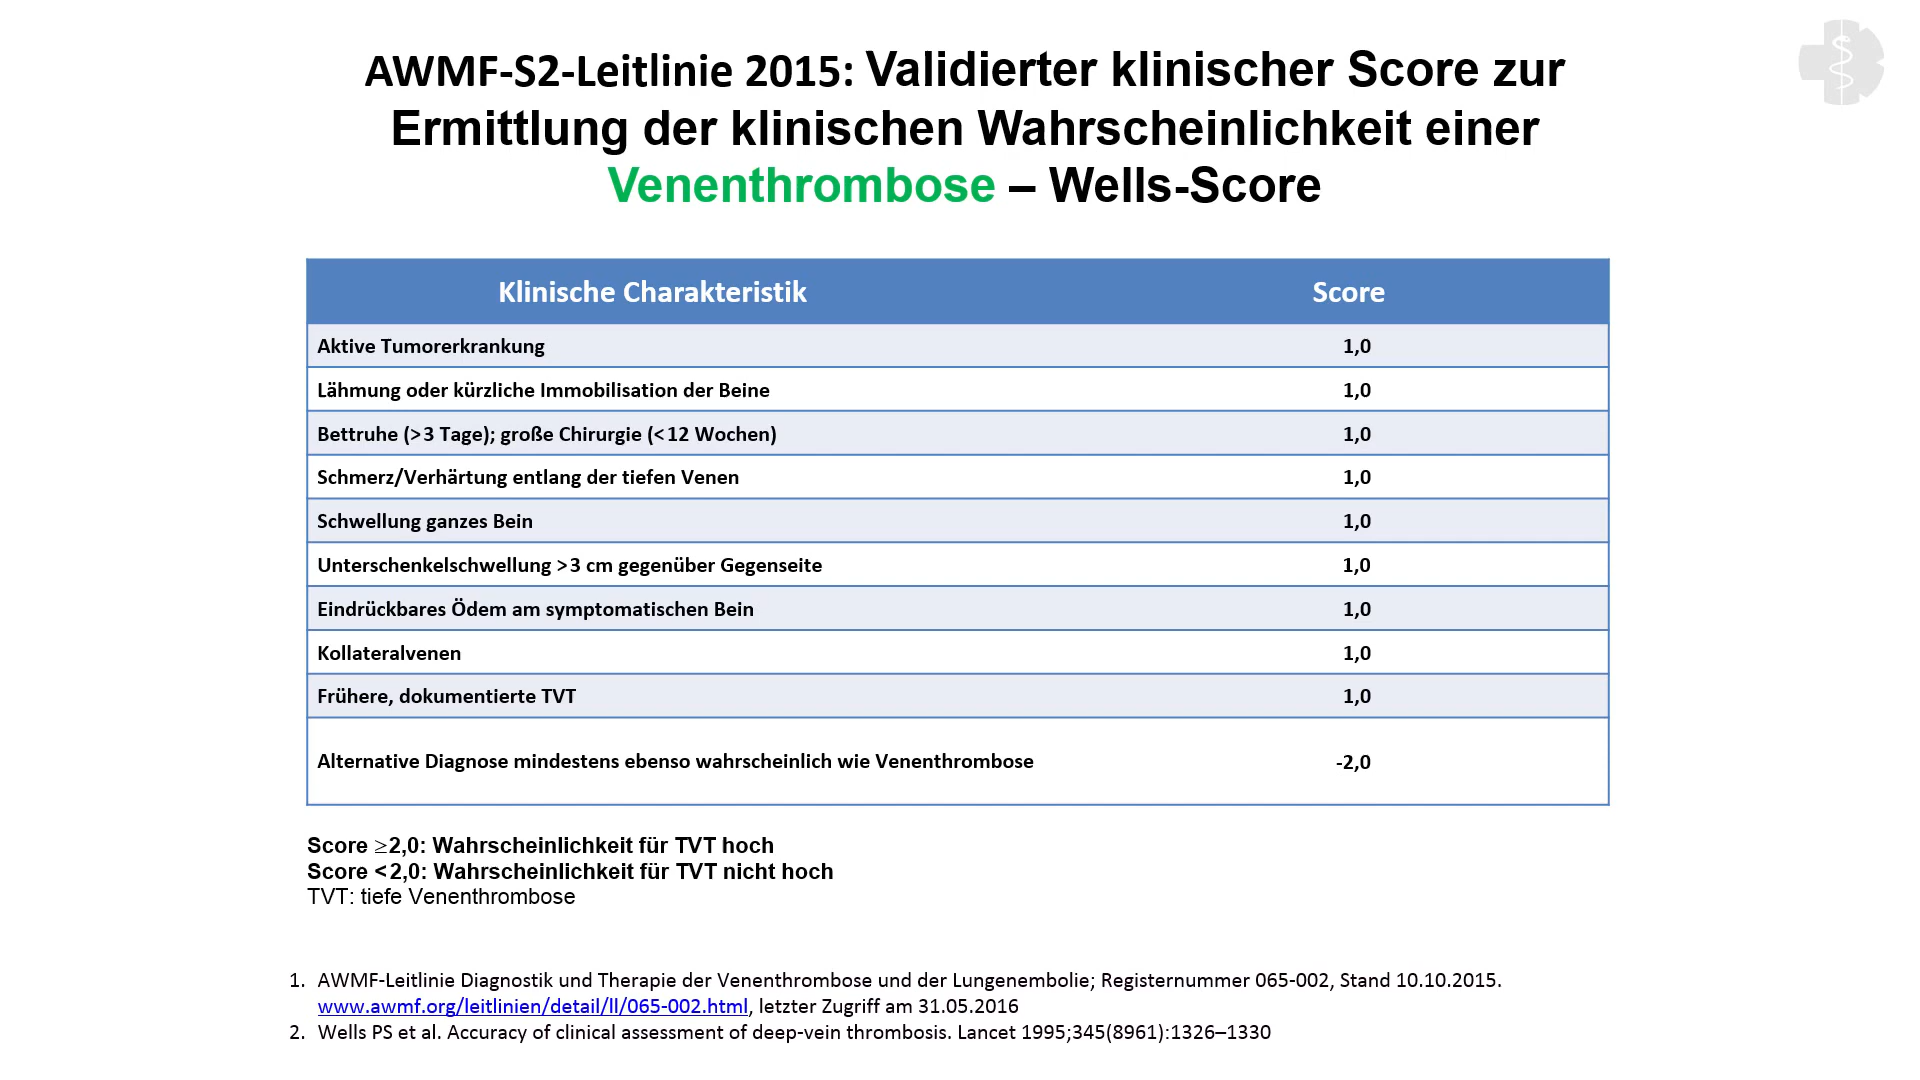 AWMF-S2-Leitlinie 2015: Validierter klinischer Score zur
Ermittlung der klinischen Wahrscheinlichkeit einer
Venenthrombose – Wells-Score
Klinische Charakteristik Score
Aktive Tumorerkrankung 1,0
Lähmung oder kürzliche Immobilisation der Beine 1,0
Bettruhe (>3 Tage); große Chirurgie (<12 Wochen) 1,0
Schmerz/Verhärtung entlang der tiefen Venen 1,0
Schwellung ganzes Bein 1,0
Unterschenkelschwellung >3 cm gegenüber Gegenseite 1,0
Eindrückbares Ödem am symptomatischen Bein 1,0
Kollateralvenen 1,0
Frühere, dokumentierte TVT 1,0
Alternative Diagnose mindestens ebenso wahrscheinlich wie Venenthrombose -2,0
Score ≥2,0: Wahrscheinlichkeit für TVT hoch
Score <2,0: Wahrscheinlichkeit für TVT nicht hoch
TVT: tiefe Venenthrombose
1. AWMF-Leitlinie Diagnostik und Therapie der Venenthrombose und der Lungenembolie; Registernummer 065-002, Stand 10.10.2015.
www.awmf.org/leitlinien/detail/ll/065-002.html, letzter Zugriff am 31.05.2016
2. Wells PS et al. Accuracy of clinical assessment of deep-vein thrombosis. Lancet 1995;345(8961):1326–1330